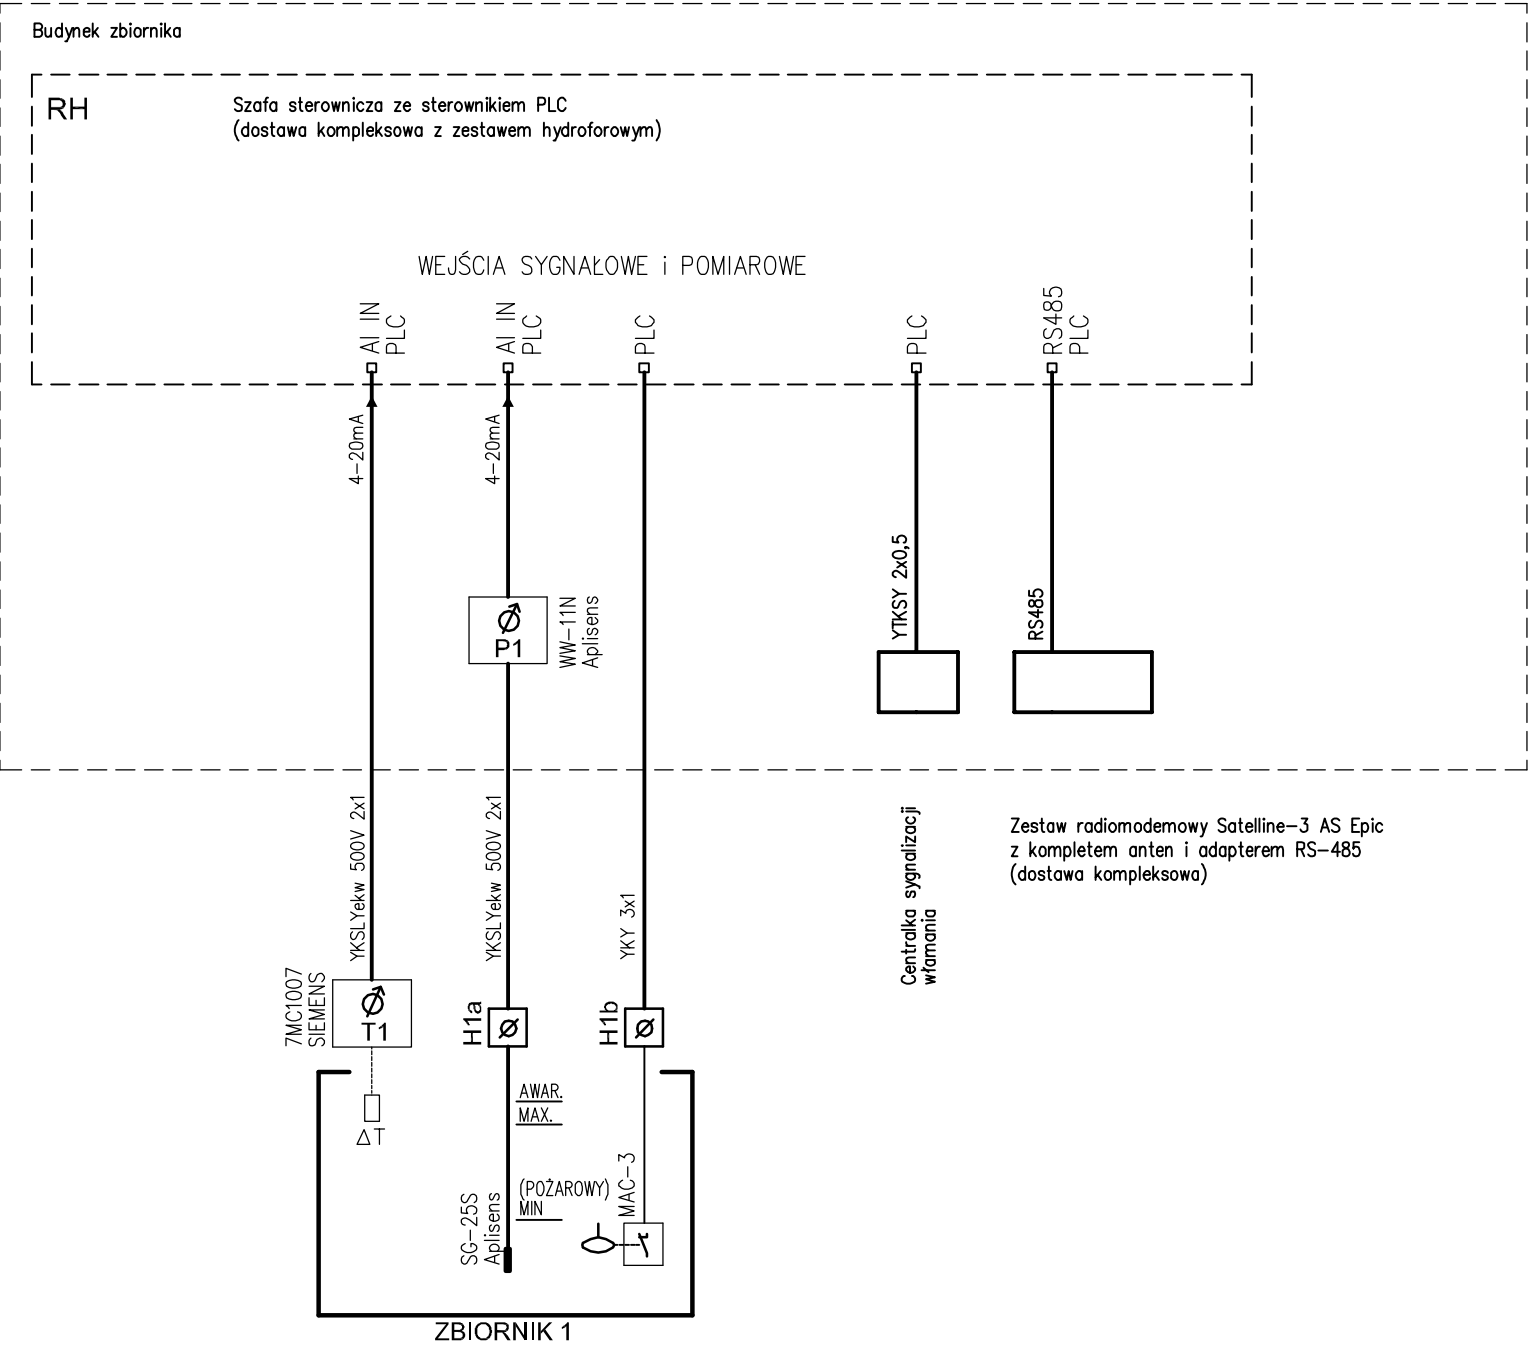 Budynek zbiornika
RH
Szafa sterownicza ze sterownikiem PLC
(dostawa kompleksowa z zestawem hydroforowym)
WEJŚCIA SYGNAŁOWE i POMIAROWE
AI IN
PLC
AI IN
PLC
PLC
PLC
RS485
PLC
4-20mA
4-20mA
YTKSY 2x0,5
RS485
P1
WW-11N
Aplisens
YKSLYekw 500V 2x1
YKSLYekw 500V 2x1
YKY 3x1
Centralka sygnalizacji
włamania
Zestaw radiomodemowy Satelline-3 AS Epic
z kompletem anten i adapterem RS-485
(dostawa kompleksowa)
7MC1007
SIEMENS
T1
H1a
H1b
ΔT
AWAR.
MAX.
(POŻAROWY)
MIN
SG-25S
Aplisens
MAC-3
ZBIORNIK 1